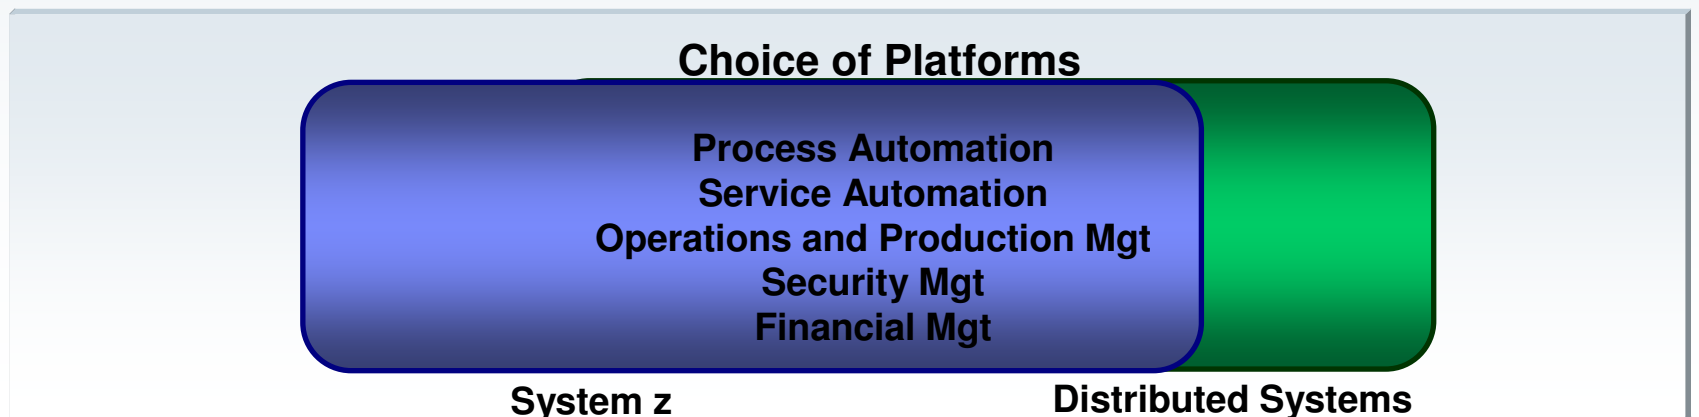 Choice of Platforms
Process Automation
Service Automation
Operations and Production Mgt
Security Mgt
Financial Mgt
System z
Distributed Systems